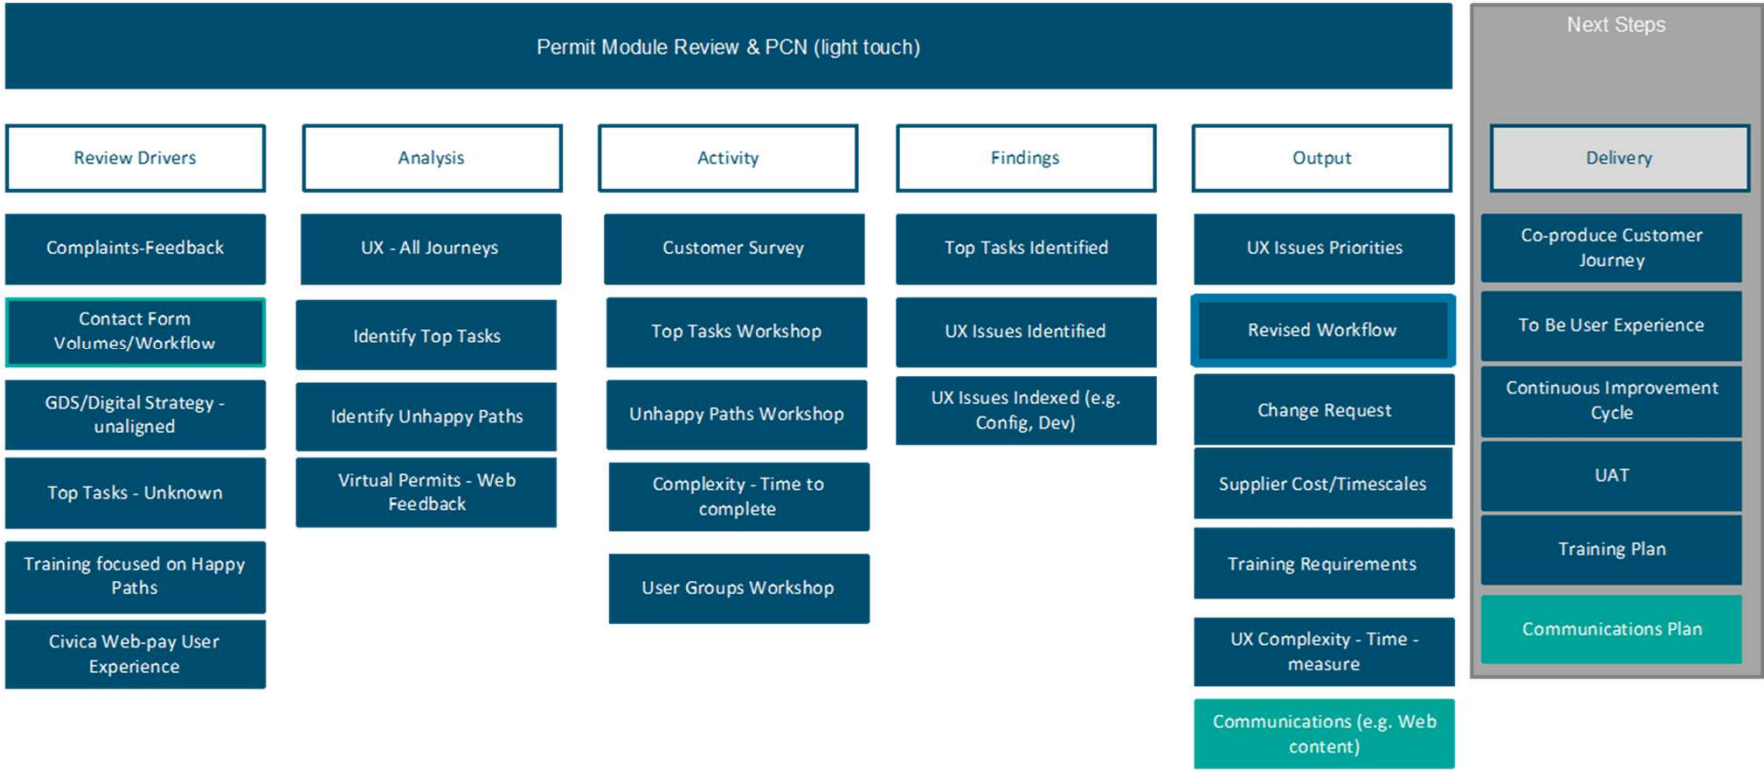 Permit Module Review & PCN (light touch)
Next Steps
Review Drivers
Complaints-Feedback
Contact Form
Volumes/Workflow
GDS/Digital Strategy -
unaligned
Top Tasks - Unknown
Training focused on Happy
Paths
Civica Web-pay User
Experience
Analysis
UX - All Journeys
Identify Top Tasks
Identify Unhappy Paths
Virtual Permits - Web
Feedback
Activity
Customer Survey
Top Tasks Workshop
Unhappy Paths Workshop
Complexity - Time to
complete
User Groups Workshop
Findings
Top Tasks Identified
UX Issues Identified
UX Issues Indexed (e.g.
Config, Dev)
Output
UX Issues Priorities
Revised Workflow
Change Request
Supplier Cost/Timescales
Training Requirements
UX Complexity - Time -
measure
Communications (e.g. Web
content)
Delivery
Co-produce Customer
Journey
To Be User Experience
Continuous Improvement
Cycle
UAT
Training Plan
Communications Plan